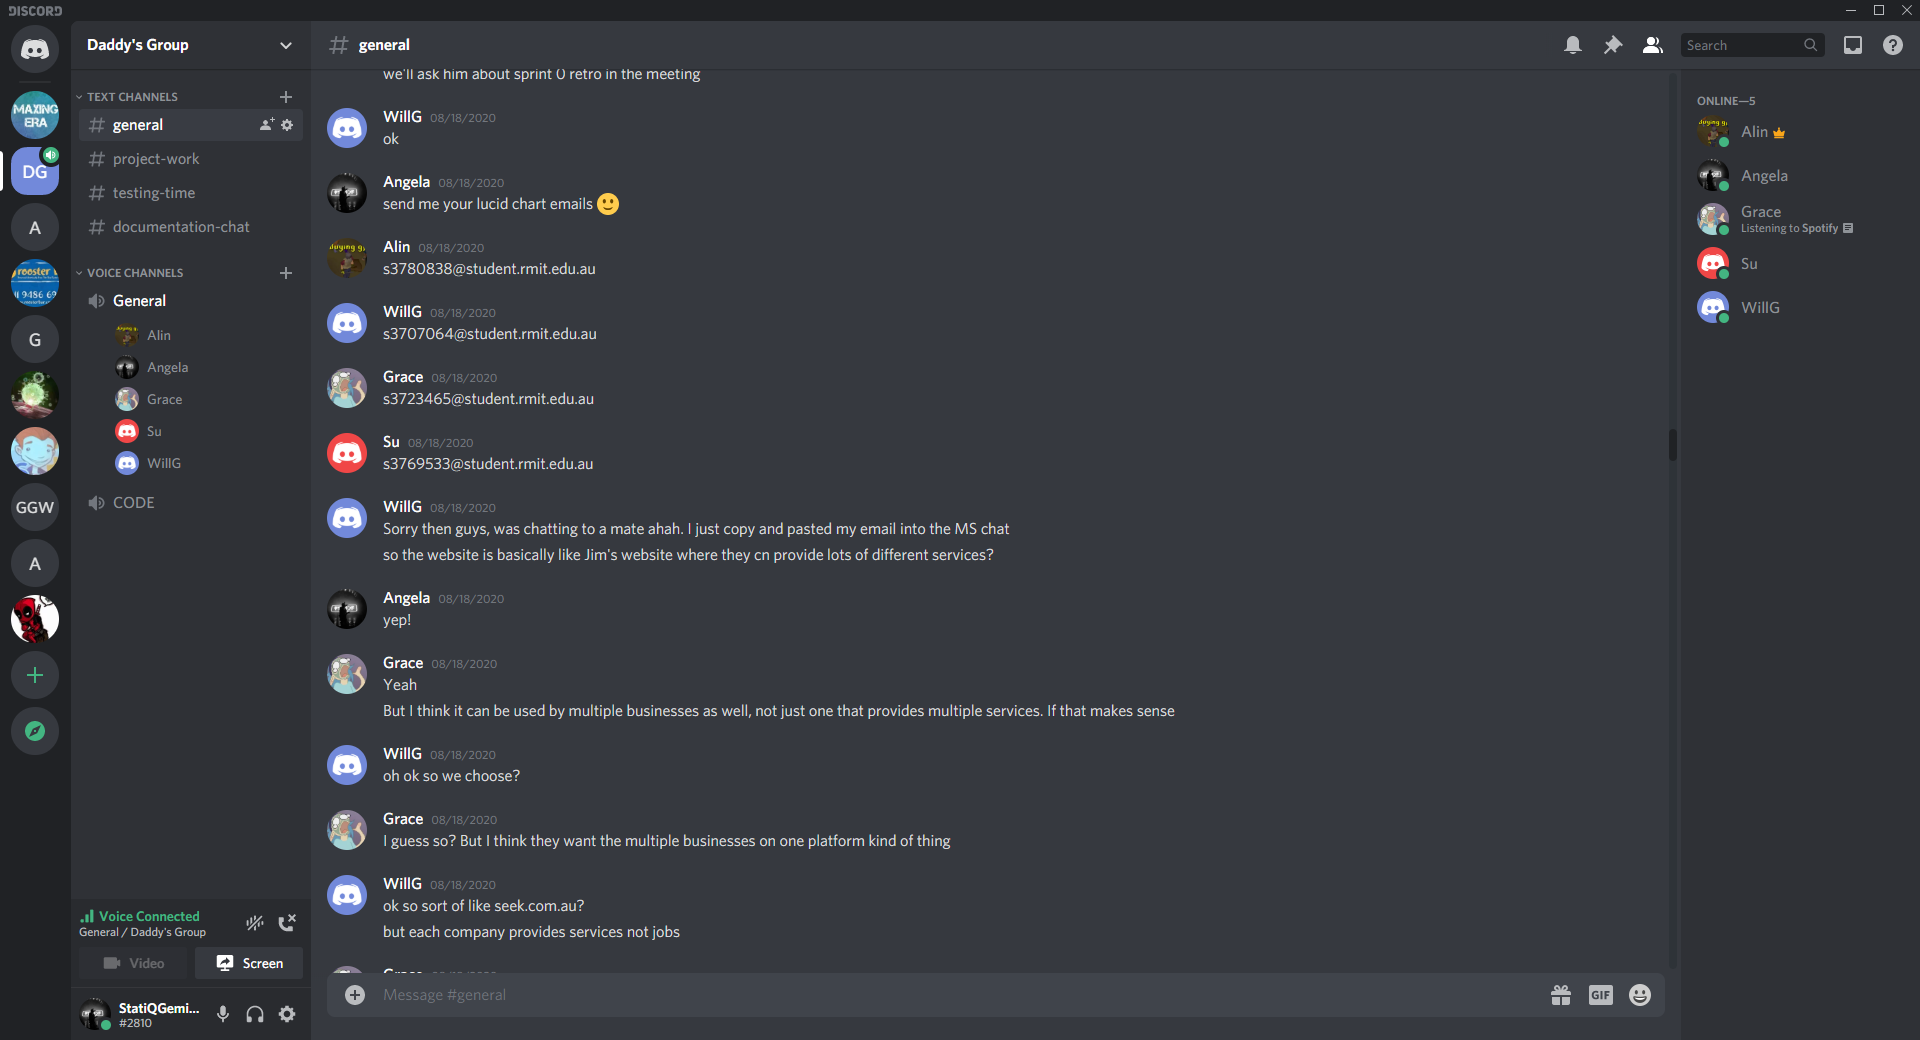 DISCORD
MAXING
ERA
DG
A
rooster
G
GGW
A
Daddy's Group
TEXT CHANNELS
general
project-work
testing-time
documentation-chat
VOICE CHANNELS
General
Alin
Angela
Grace
Su
WillG
CODE
Voice Connected
General / Daddy's Group
Video
Screen
StatiQGemi...
#2810
# general
Search
we'll ask him about sprint 0 retro in the meeting
WillG 08/18/2020
ok
Angela 08/18/2020
send me your lucid chart emails 🙂
Alin 08/18/2020
s3780838@student.rmit.edu.au
WillG 08/18/2020
s3707064@student.rmit.edu.au
Grace 08/18/2020
s3723465@student.rmit.edu.au
Su 08/18/2020
s3769533@student.rmit.edu.au
WillG 08/18/2020
Sorry then guys, was chatting to a mate ahah. I just copy and pasted my email into the MS chat
so the website is basically like Jim's website where they cn provide lots of different services?
Angela 08/18/2020
yep!
Grace 08/18/2020
Yeah
But I think it can be used by multiple businesses as well, not just one that provides multiple services. If that makes sense
WillG 08/18/2020
oh ok so we choose?
Grace 08/18/2020
I guess so? But I think they want the multiple businesses on one platform kind of thing
WillG 08/18/2020
ok so sort of like seek.com.au?
but each company provides services not jobs
Grace
Message #general
GIF
ONLINE—5
Alin
Angela
Grace
Listening to Spotify
Su
WillG